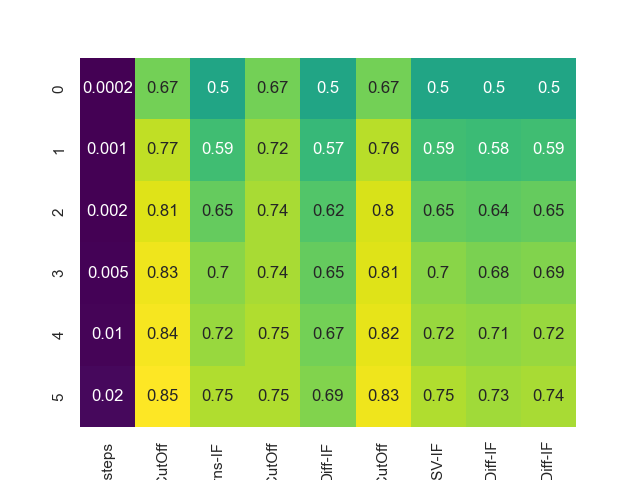 0 0.0002 0.67 0.5 0.67 0.5 0.67 0.5 0.5 0.5
1 0.001 0.77 0.59 0.72 0.57 0.76 0.59 0.58 0.59
2 0.002 0.81 0.65 0.74 0.62 0.8 0.65 0.64 0.65
3 0.005 0.83 0.7 0.74 0.65 0.81 0.7 0.68 0.69
4 0.01 0.84 0.72 0.75 0.67 0.82 0.72 0.71 0.72
5 0.02 0.85 0.75 0.75 0.69 0.83 0.75 0.73 0.74
steps
CutOff
ns-IF
CutOff
Diff-IF
CutOff
SV-IF
Diff-IF
Diff-IF